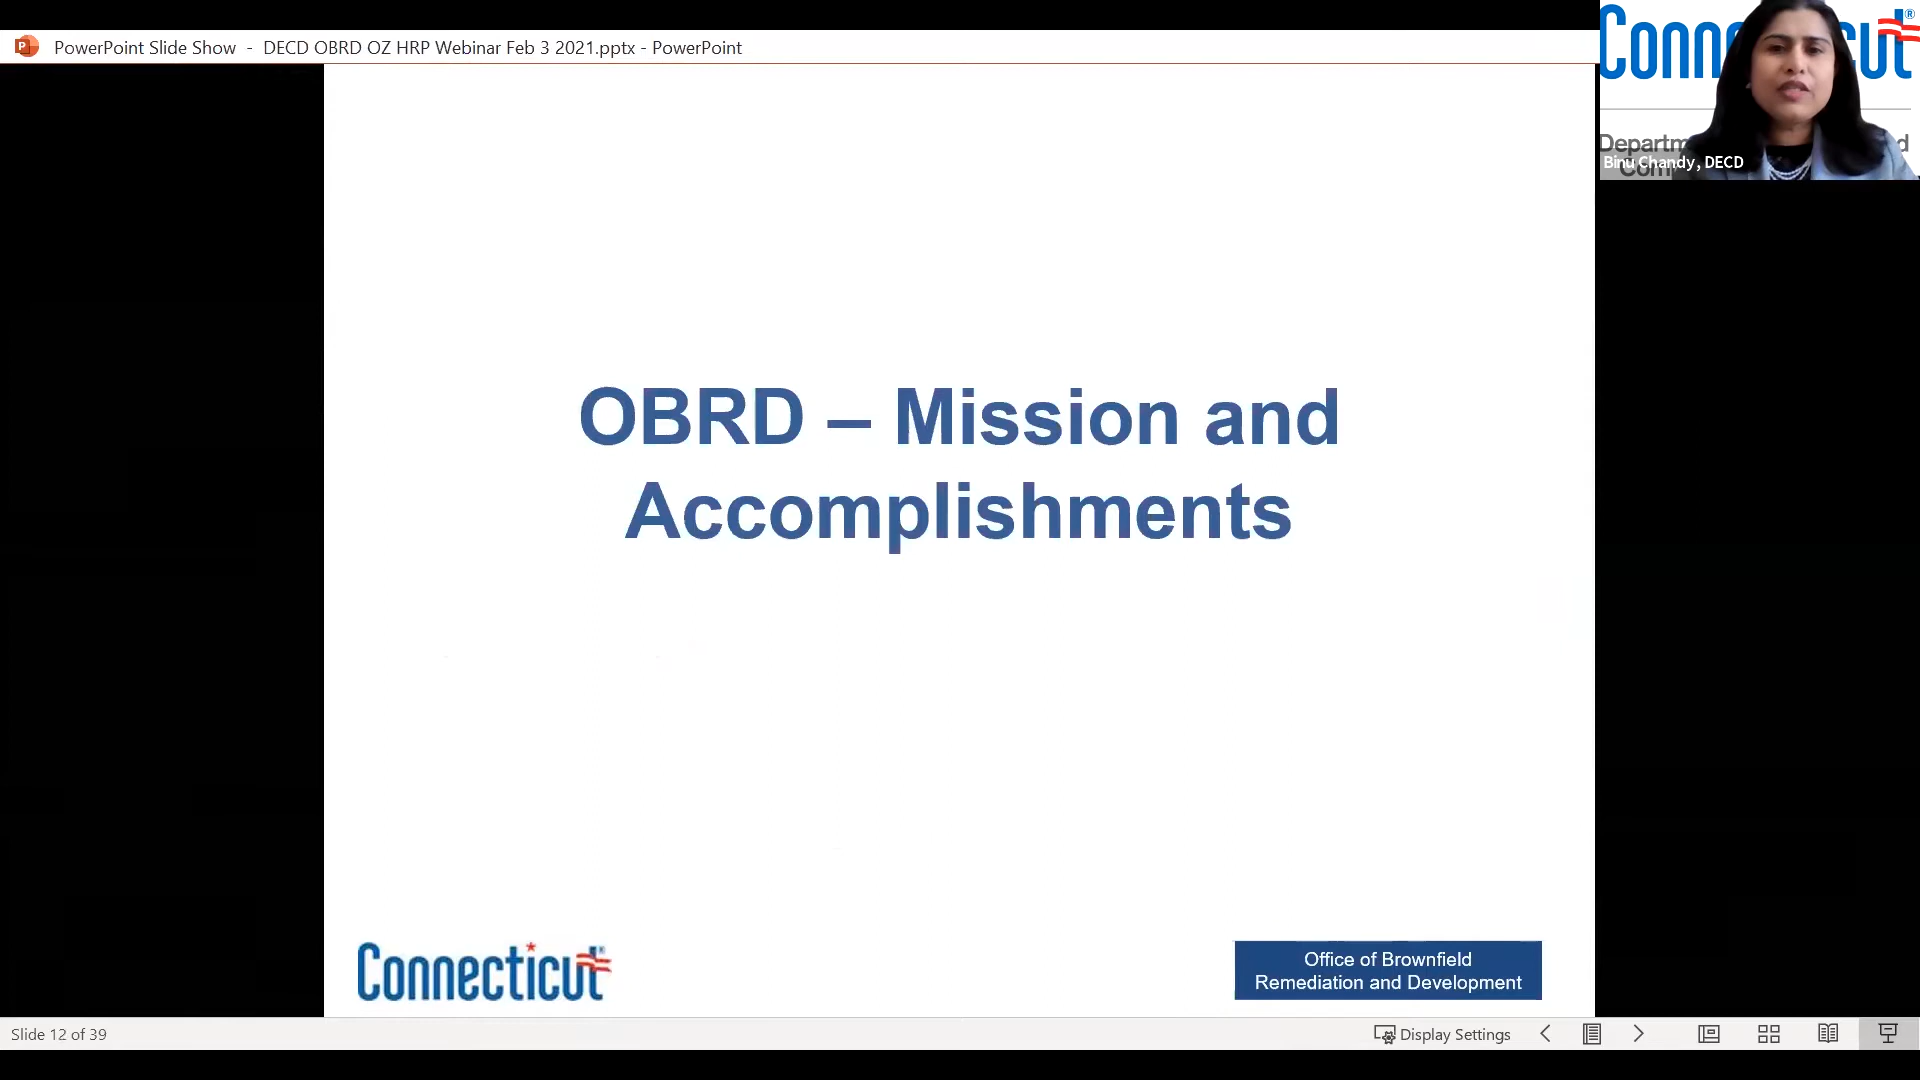 PowerPoint Slide Show - DECD OBRD OZ HRP Webinar Feb 3 2021.pptx - PowerPoint
Binu Chandy, DECD
OBRD – Mission and
Accomplishments
Connecticut
Office of Brownfield
Remediation and Development
Slide 12 of 39
Display Settings